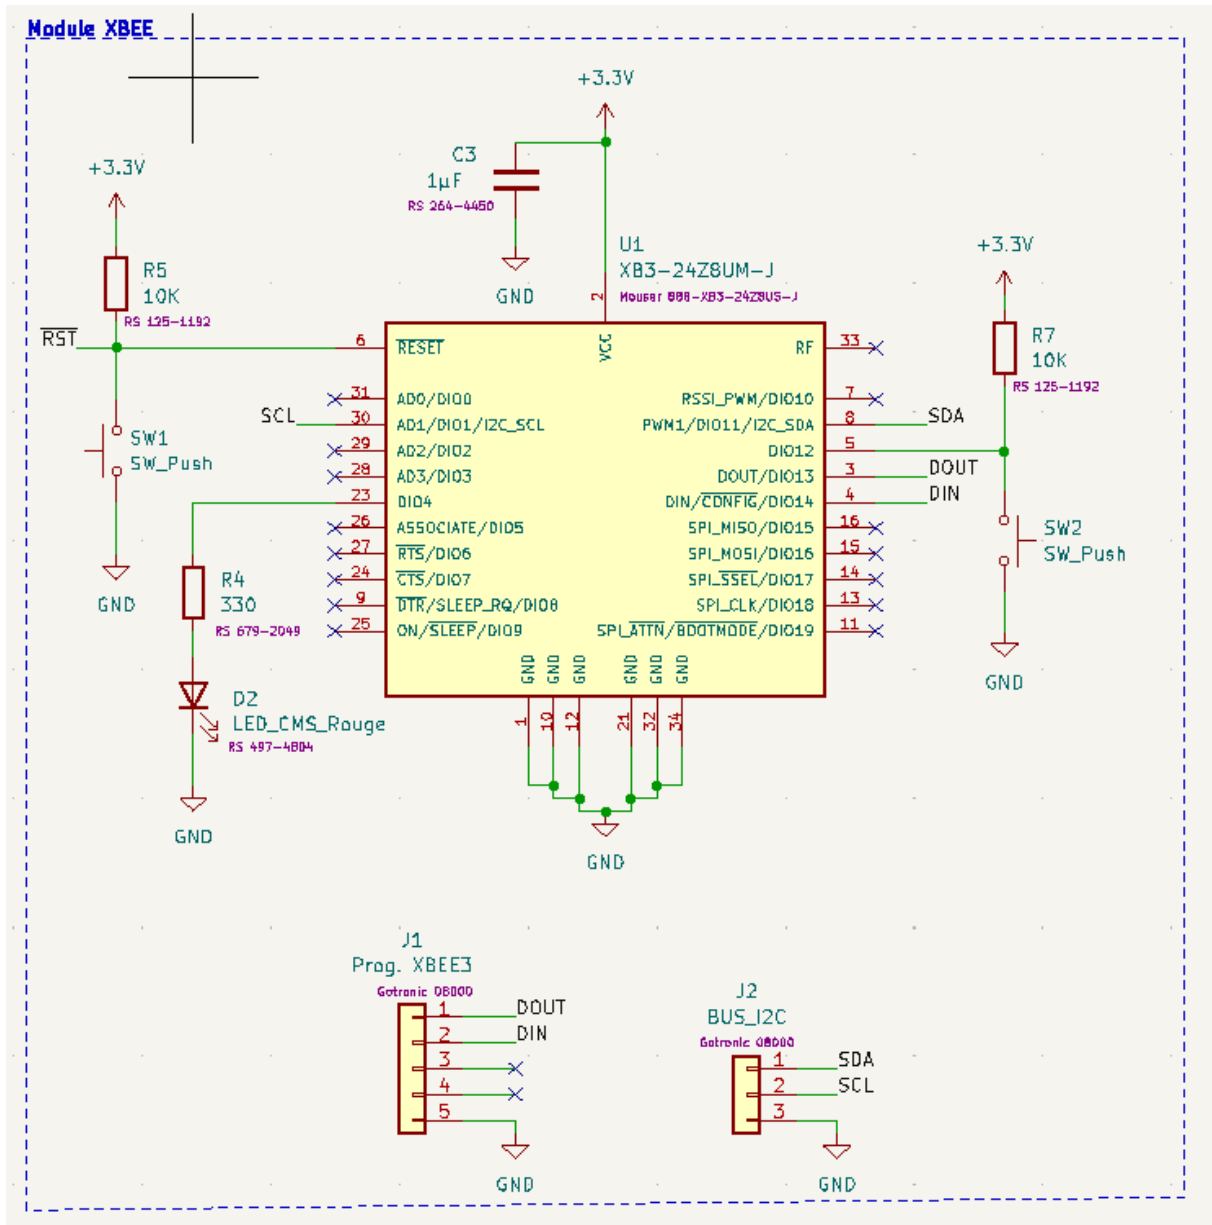 Module XBEE
+3.3V
C3
1µF
RS 264-4450
GND
+3.3V
R5
10K
RS 125-1192
RST
SW1
SW_Push
GND
U1
XB3-24Z8UM-J
Mouser 888-XB3-24Z8US-J
+3.3V
R7
10K
RS 125-1192
2
VCC
6 RESET
31 AD0/DIO0
SCL 30 AD1/DIO1/I2C_SCL
29 AD2/DIO2
28 AD3/DIO3
23 DIO4
26 ASSOCIATE/DIO5
27 RTS/DIO6
24 CTS/DIO7
9 DTR/SLEEP_RQ/DIO8
25 ON/SLEEP/DIO9
RF 33
RSSI_PWM/DIO10 7
PWM1/DIO11/I2C_SDA 8 SDA
DIO12 5
DOUT/DIO13 3 DOUT
DIN/CONFIG/DIO14 4 DIN
SPI_MISO/DIO15 16
SPI_MOSI/DIO16 15
SPI_SSEL/DIO17 14
SPI_CLK/DIO18 13
SPI_ATTN/BOOTMODE/DIO19 11
GND GND GND GND GND GND
1 10 12 21 32 34
GND
SW2
SW_Push
GND
R4
330
RS 679-2049
D2
LED_CMS_Rouge
RS 497-4804
GND
J1
Prog. XBEE3
Gotronic 08000
1 DOUT
2 DIN
3
4
5
GND
J2
BUS_I2C
Gotronic 08000
1 SDA
2 SCL
3
GND